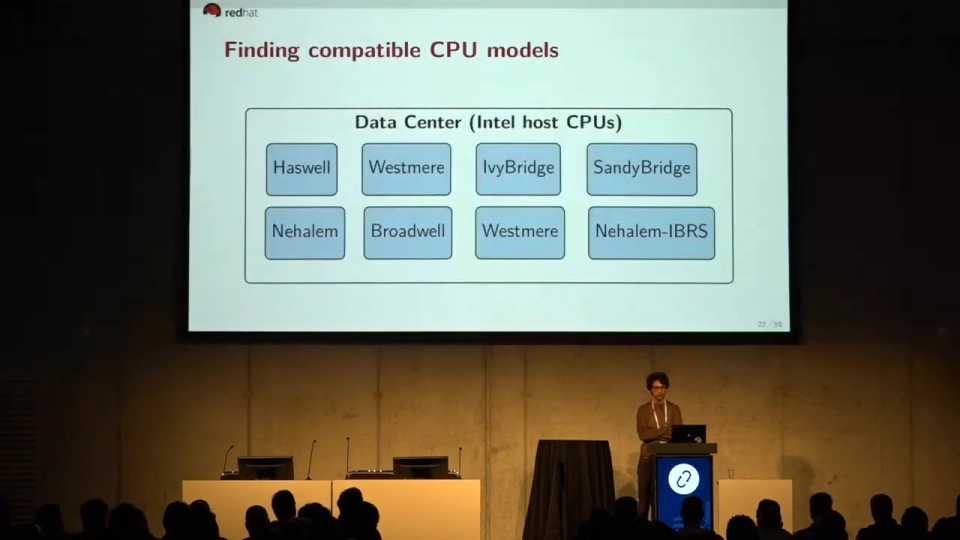 redhat
Finding compatible CPU models
Data Center (Intel host CPUs)
Haswell Westmere IvyBridge SandyBridge
Nehalem Broadwell Westmere Nehalem-IBRS